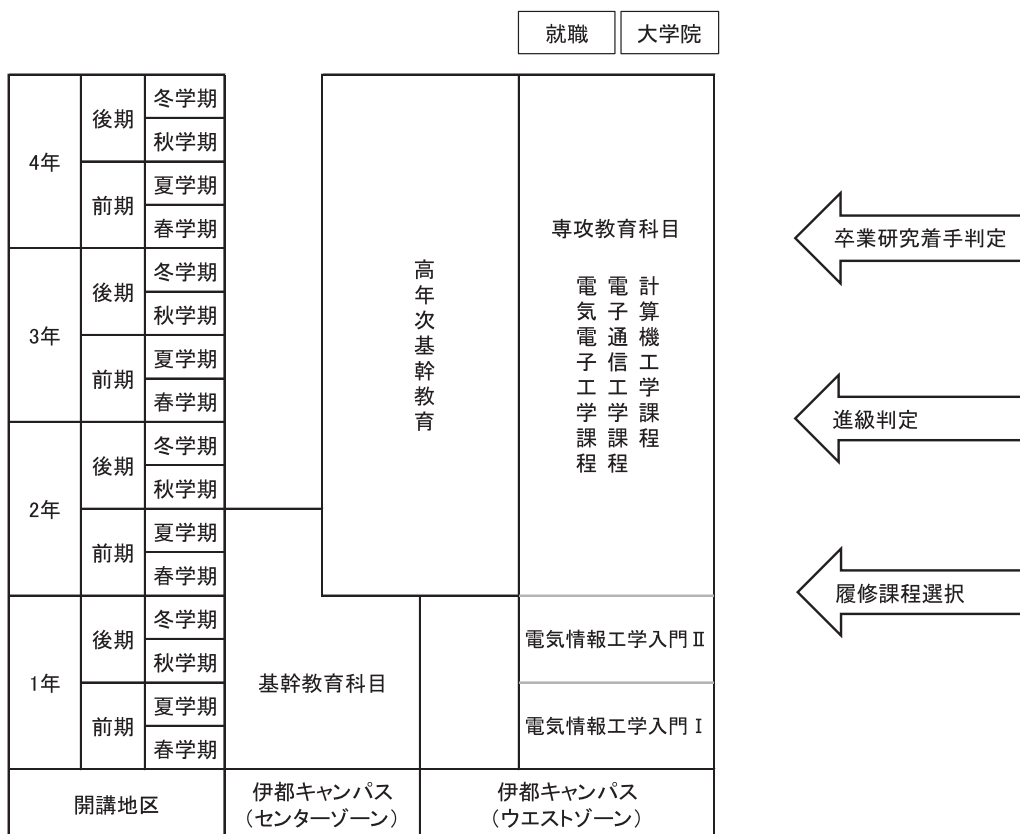 就職
大学院
4年
後期
冬学期
秋学期
前期
夏学期
春学期
3年
後期
冬学期
秋学期
前期
夏学期
春学期
2年
後期
冬学期
秋学期
前期
夏学期
春学期
1年
後期
冬学期
秋学期
前期
夏学期
春学期
基幹教育科目
高年次基幹教育
専攻教育科目
計算機工学課程
電子通信工学課程
電気電子工学課程
電気情報工学入門Ⅱ
電気情報工学入門Ⅰ
卒業研究着手判定
進級判定
履修課程選択
開講地区
伊都キャンパス
(センターゾーン)
伊都キャンパス
(ウエストゾーン)